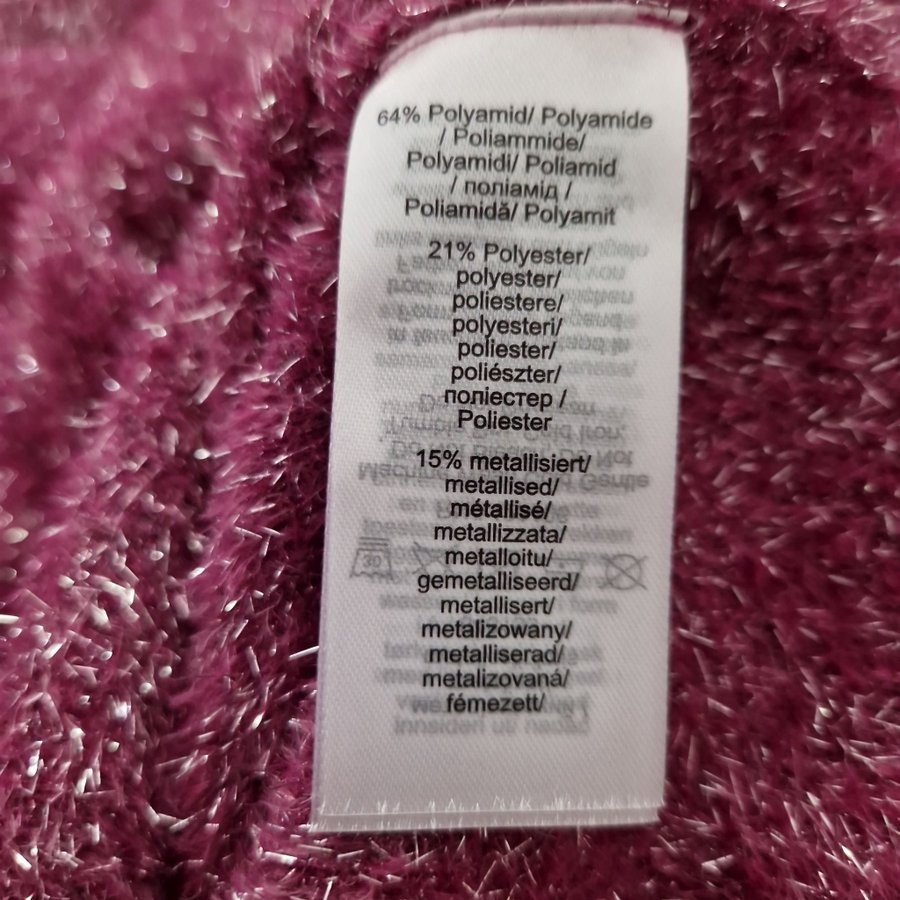 64% Polyamid/ Polyamide
/ Poliammide/
Polyamidi/ Poliamid
/ поліамід /
Poliamidă/ Polyamit
21% Polyester/
polyester/
poliestere/
polyesteri/
poliester/
poliészter/
поліестер /
Poliester
15% metallisiert/
metallised/
métallisé/
metallizzata/
metalloitu/
gemetalliseerd/
metallisert/
metalizowany/
metalliserad/
metalizovaná/
fémezett/